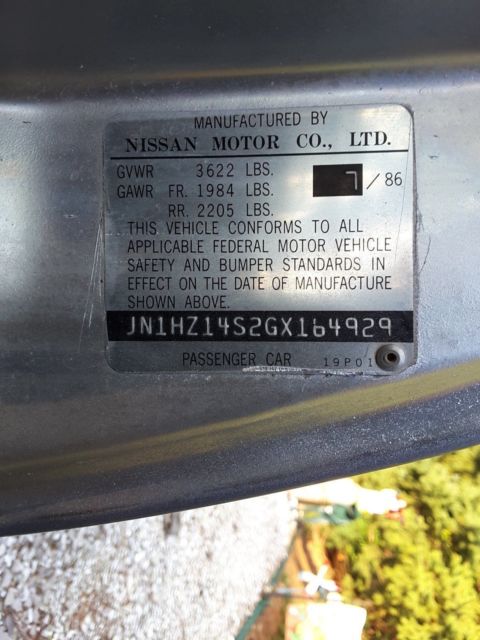 MANUFACTURED BY
NISSAN MOTOR CO., LTD.
GVWR 3622 LBS.
GAWR FR. 1984 LBS. 7/86
RR. 2205 LBS.
THIS VEHICLE CONFORMS TO ALL
APPLICABLE FEDERAL MOTOR VEHICLE
SAFETY AND BUMPER STANDARDS IN
EFFECT ON THE DATE OF MANUFACTURE
SHOWN ABOVE.
JN1HZ14S2GX164929
PASSENGER CAR 19P01